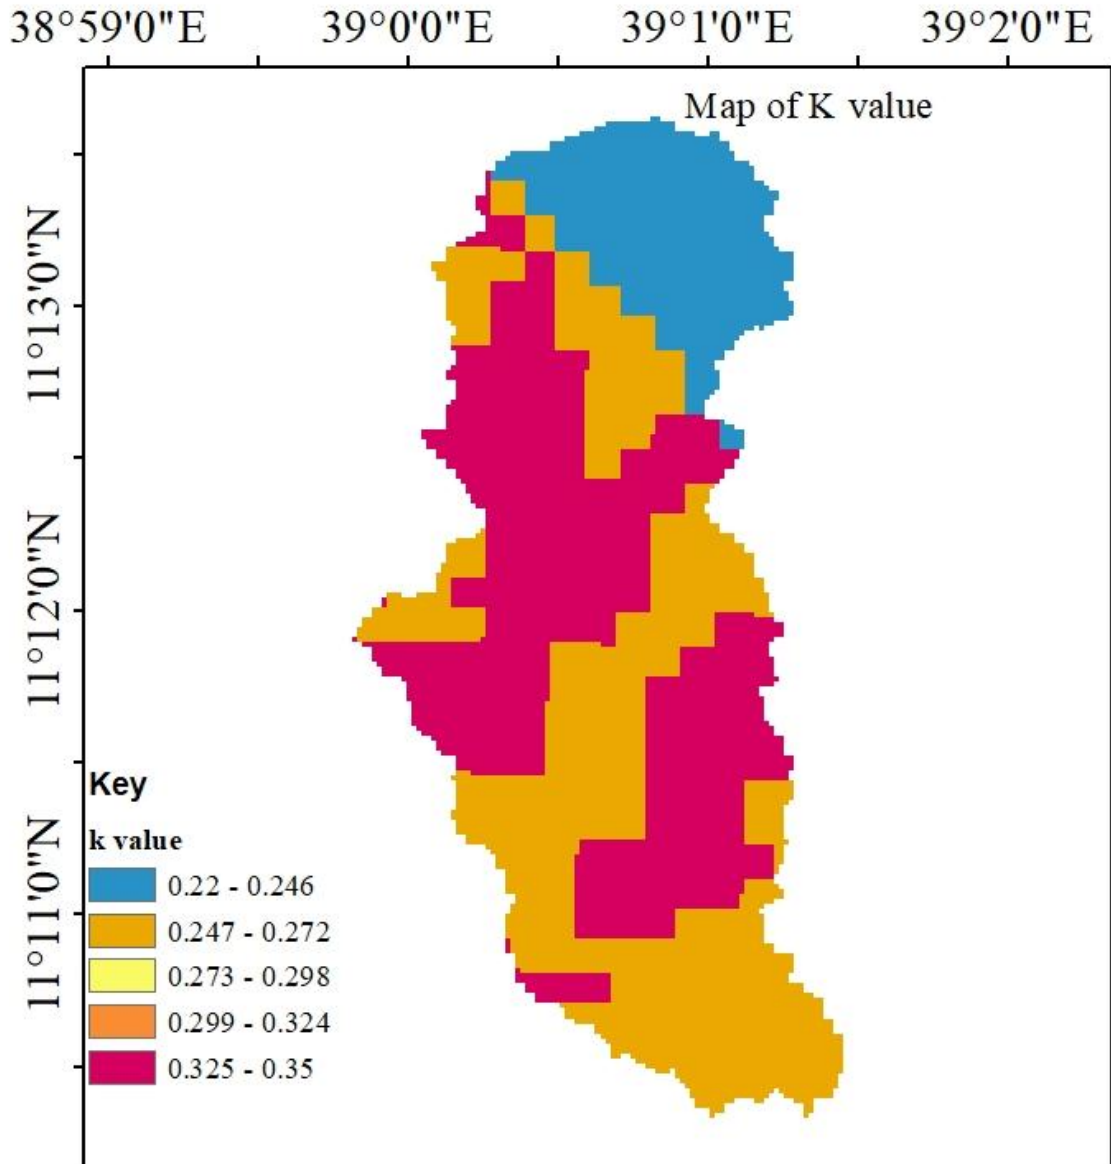 38°59'0"E 39°0'0"E 39°1'0"E 39°2'0"E
Map of K value
11°13'0"N
11°12'0"N
11°11'0"N
Key
k value
0.22 - 0.246
0.247 - 0.272
0.273 - 0.298
0.299 - 0.324
0.325 - 0.35